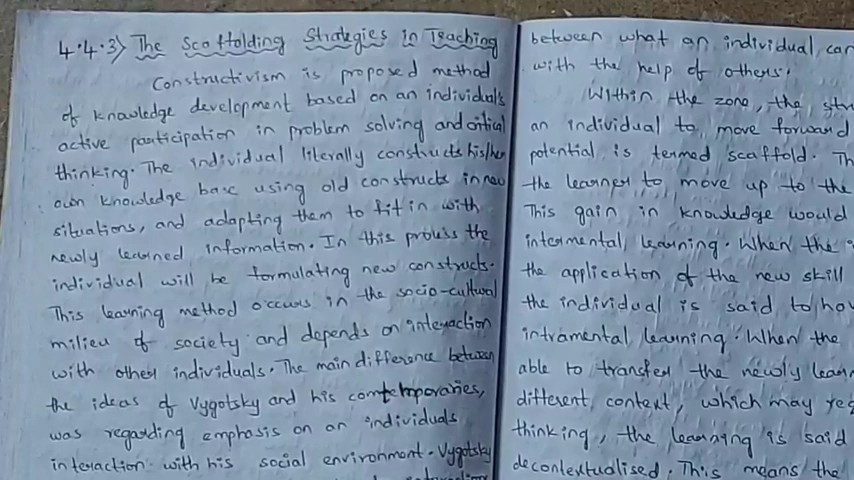 4.4.3) The Scaffolding Strategies in Teaching
Constructivism is proposed method
of knowledge development based on an individuals
active participation in problem solving and critical
thinking. The individual literally constructs his/her
own knowledge base using old constructs in new
situations, and adapting them to fit in with
newly learned information. In this process the
individual will be formulating new constructs.
This learning method occurs in the socio-cultural
milieu of society and depends on interaction
with other individuals. The main difference between
the ideas of Vygotsky and his contemporaries,
was regarding emphasis on an individuals
interaction with his social environment. Vygotsky
between what an individual can
with the help of others.
Within the zone, the
an individual to move forward
potential is termed scaffold.
the learner to move up to the
This gain in knowledge would
intermental, learning. When the
the application of the new skill
the individual is said to
intramental learning. When the
able to transfer the newly
different, context, which may
thinking, the learning is said
decontextualised. This means the